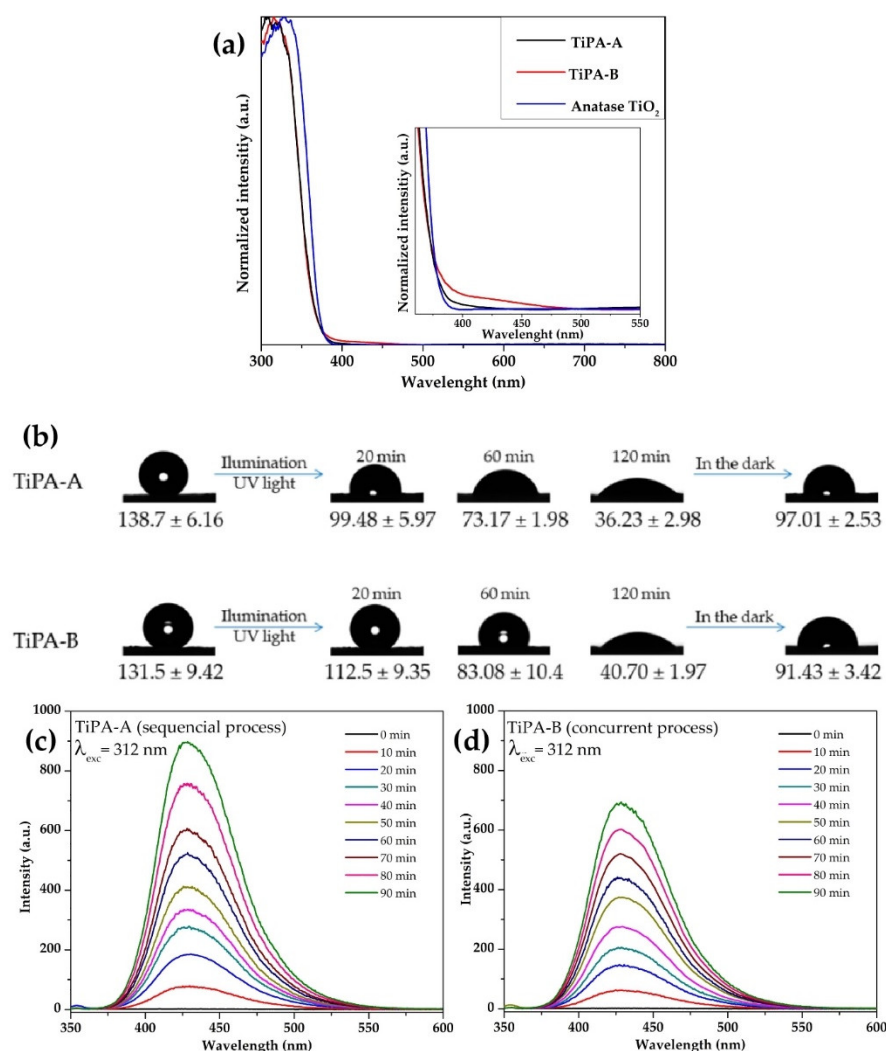 (a)
TiPA-A
TiPA-B
Anatase TiO₂
Normalized intensitiy (a.u.)
Normalized intensitiy (a.u.)
400 450 500 550
Wavelenght (nm)
300 400 500 600 700 800
Wavelenght (nm)
(b)
TiPA-A
Ilumination
UV light
20 min
60 min
120 min
In the dark
138.7 ± 6.16
99.48 ± 5.97
73.17 ± 1.98
36.23 ± 2.98
97.01 ± 2.53
TiPA-B
Ilumination
UV light
20 min
60 min
120 min
In the dark
131.5 ± 9.42
112.5 ± 9.35
83.08 ± 10.4
40.70 ± 1.97
91.43 ± 3.42
TiPA-A (sequencial process)
(c)
λexc= 312 nm
0 min
10 min
20 min
30 min
40 min
50 min
60 min
70 min
80 min
90 min
Intensity (a.u.)
1000
800
600
400
200
0
350 400 450 500 550 600
Wavelength (nm)
TiPA-B (concurrent process)
(d)
λexc= 312 nm
0 min
10 min
20 min
30 min
40 min
50 min
60 min
70 min
80 min
90 min
Intensity (a.u.)
1000
800
600
400
200
0
350 400 450 500 550 600
Wavelength (nm)